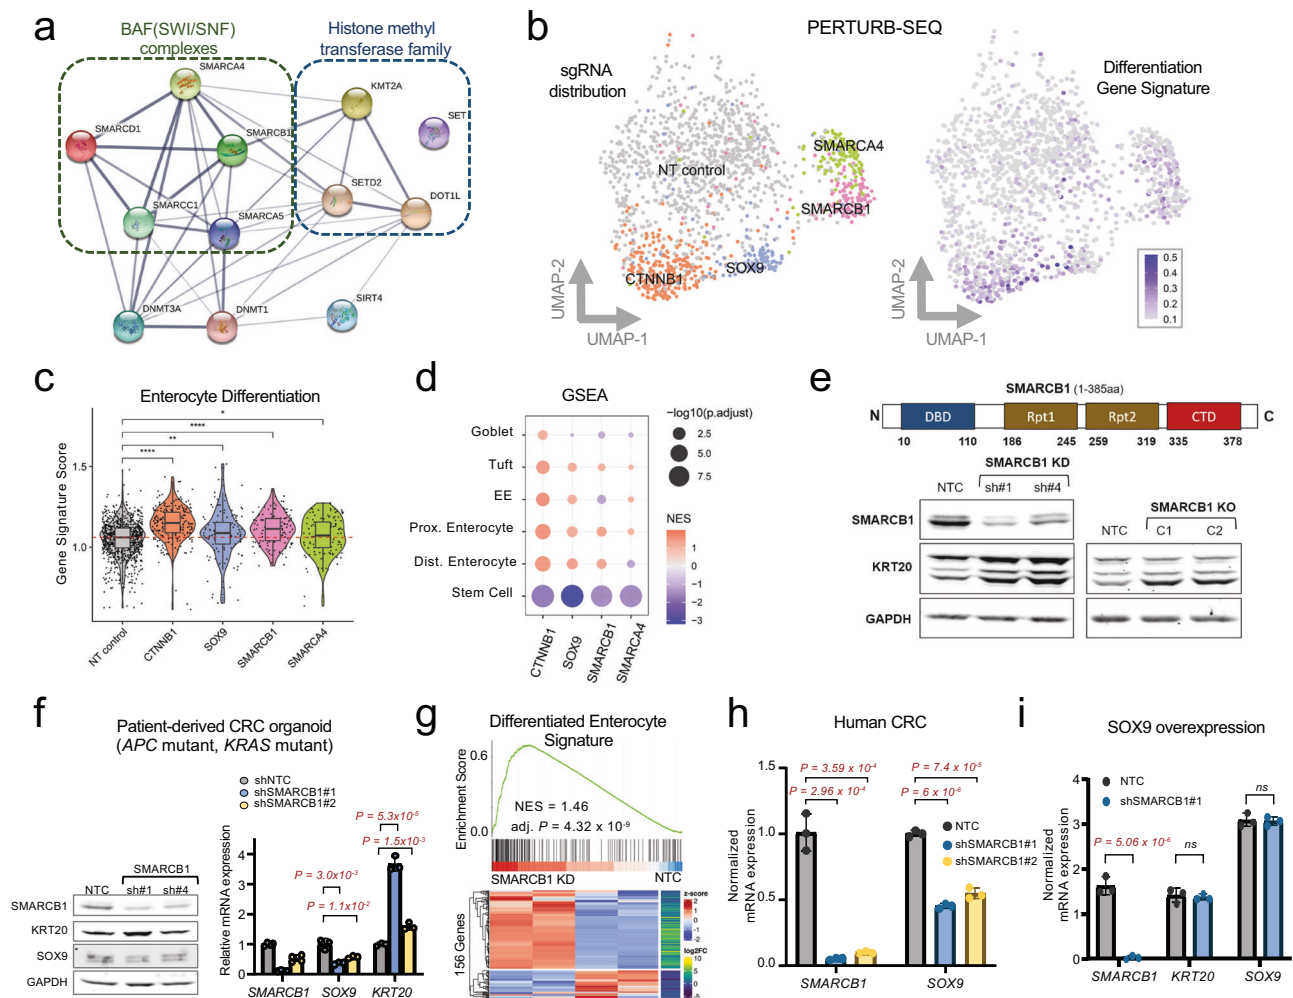 a
BAF(SWI/SNF)
complexes
Histone methyl
transferase family
SMARCA4
KMT2A
SET
SMARCD1
SMARCB1
SETD2
DOT1L
SMARCC1
SMARCA5
DNMT3A
DNMT1
SIRT4
b
PERTURB-SEQ
sgRNA
distribution
NT control
SMARCA4
SMARCB1
CTNNB1
SOX9
UMAP-2
UMAP-1
Differentiation
Gene Signature
UMAP-2
UMAP-1
0.5
0.4
0.3
0.2
0.1
c
Enterocyte Differentiation
Gene Signature Score
1.5
1.0
*
****
**
****
NT control
CTNNB1
SOX9
SMARCB1
SMARCA4
d
GSEA
Goblet
Tuft
EE
Prox. Enterocyte
Dist. Enterocyte
Stem Cell
CTNNB1
SOX9
SMARCB1
SMARCA4
−log10(p.adjust)
2.5
5.0
7.5
NES
1
0
−1
−2
−3
e
SMARCB1 (1-385aa)
N DBD Rpt1 Rpt2 CTD C
10 110 186 245 259 319 335 378
SMARCB1 KD
NTC sh#1 sh#4
SMARCB1 KO
NTC C1 C2
SMARCB1
KRT20
GAPDH
f
Patient-derived CRC organoid
(APC mutant, KRAS mutant)
SMARCB1
NTC sh#1 sh#4
SMARCB1
KRT20
SOX9
GAPDH
shNTC
shSMARCB1#1
shSMARCB1#2
P = 5.3x10-5
P = 1.5x10-3
P = 3.0x10-3
P = 1.1x10-2
Relative mRNA expression
4
3
2
1
0
SMARCB1 SOX9 KRT20
g
Differentiated Enterocyte
Signature
Enrichment Score
0.6
0.0
NES = 1.46
adj. P = 4.32 x 10-9
SMARCB1 KD NTC
156 Genes
z-score
2
1
0
-1
-2
log2FC
10
5
0
-5
h
Human CRC
P = 3.59 x 10-4
P = 2.96 x 10-4
P = 7.4 x 10-5
P = 6 x 10-6
NTC
shSMARCB1#1
shSMARCB1#2
Normalized
mRNA expression
1.5
1.0
0.5
0.0
SMARCB1 SOX9
i
SOX9 overexpression
NTC
shSMARCB1#1
ns
P = 5.06 x 10-6
ns
Normalized
mRNA expression
4
3
2
1
0
SMARCB1 KRT20 SOX9